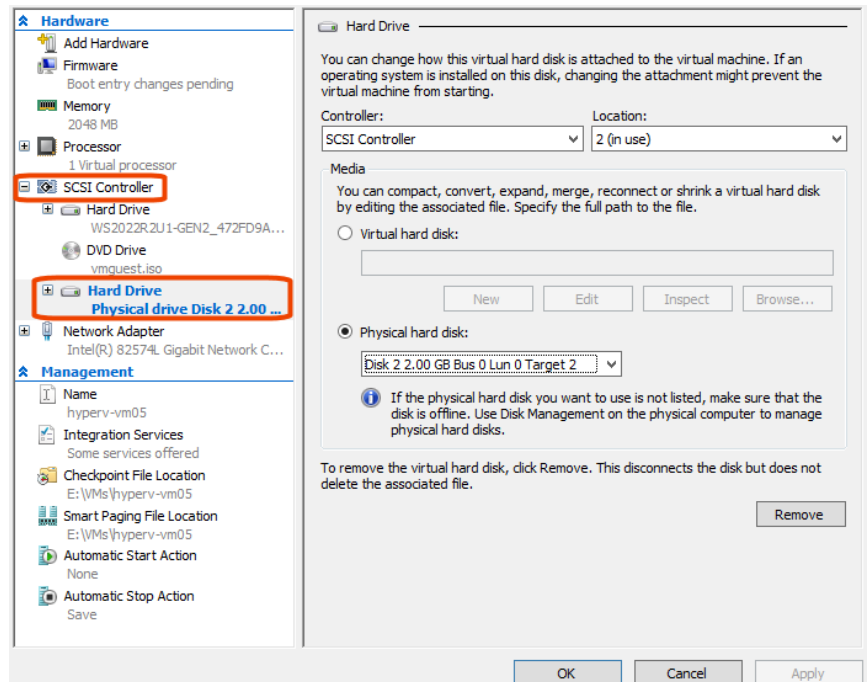 Hardware
Add Hardware
Firmware
Boot entry changes pending
Memory
2048 MB
Processor
1 Virtual processor
SCSI Controller
Hard Drive
WS2022R2U1-GEN2_472FD9A...
DVD Drive
vmguest.iso
Hard Drive
Physical drive Disk 2 2.00 ...
Network Adapter
Intel(R) 82574L Gigabit Network C...
Management
Name
hyperv-vm05
Integration Services
Some services offered
Checkpoint File Location
E:\VMs\hyperv-vm05
Smart Paging File Location
E:\VMs\hyperv-vm05
Automatic Start Action
None
Automatic Stop Action
Save
Hard Drive
You can change how this virtual hard disk is attached to the virtual machine. If an
operating system is installed on this disk, changing the attachment might prevent the
virtual machine from starting.
Controller: Location:
SCSI Controller 2 (in use)
Media
You can compact, convert, expand, merge, reconnect or shrink a virtual hard disk
by editing the associated file. Specify the full path to the file.
Virtual hard disk:
New Edit Inspect Browse...
Physical hard disk:
Disk 2 2.00 GB Bus 0 Lun 0 Target 2
If the physical hard disk you want to use is not listed, make sure that the
disk is offline. Use Disk Management on the physical computer to manage
physical hard disks.
To remove the virtual hard disk, click Remove. This disconnects the disk but does not
delete the associated file.
Remove
OK Cancel Apply